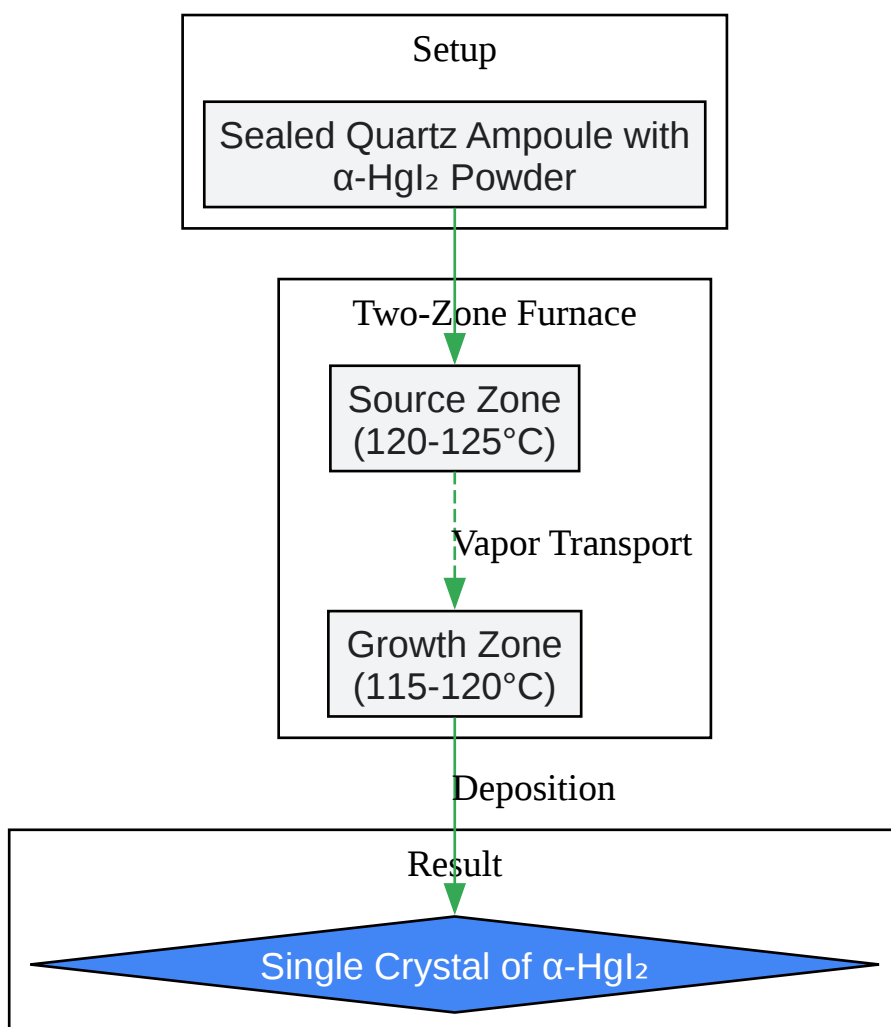 Setup
Sealed Quartz Ampoule with
α-HgI₂ Powder
Two-Zone Furnace
Source Zone
(120-125°C)
Vapor Transport
Growth Zone
(115-120°C)
Deposition
Result
Single Crystal of α-HgI₂